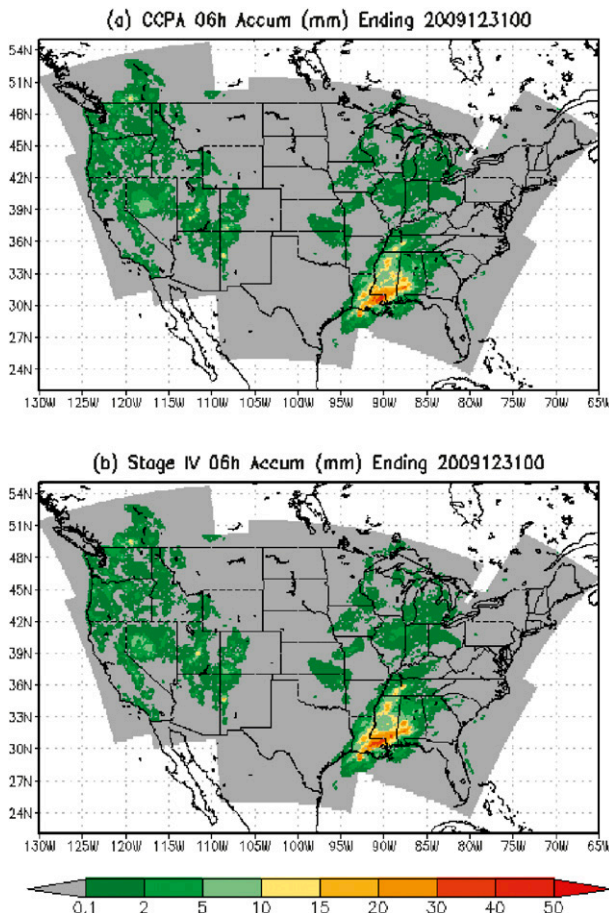 (a) CCPA 06h Accum (mm) Ending 2009123100
54N
51N
48N
45N
42N
39N
36N
33N
30N
27N
24N
130W 125W 120W 115W 110W 105W 100W 95W 90W 85W 80W 75W 70W 65W
(b) Stage IV 06h Accum (mm) Ending 2009123100
54N
51N
48N
45N
42N
39N
36N
33N
30N
27N
24N
130W 125W 120W 115W 110W 105W 100W 95W 90W 85W 80W 75W 70W 65W
0.1 2 5 10 15 20 30 40 50